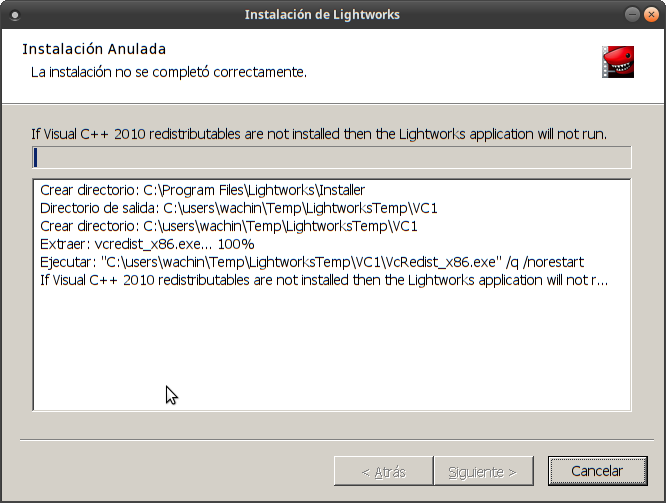 Instalación de Lightworks
Instalación Anulada
La instalación no se completó correctamente.
If Visual C++ 2010 redistributables are not installed then the Lightworks application will not run.
Crear directorio: C:\Program Files\Lightworks\Installer
Directorio de salida: C:\users\wachin\Temp\LightworksTemp\VC1
Crear directorio: C:\users\wachin\Temp\LightworksTemp\VC1
Extraer: vcredist_x86.exe... 100%
Ejecutar: "C:\users\wachin\Temp\LightworksTemp\VC1\VcRedist_x86.exe" /q /norestart
If Visual C++ 2010 redistributables are not installed then the Lightworks application will not r...
< Atrás
Siguiente >
Cancelar